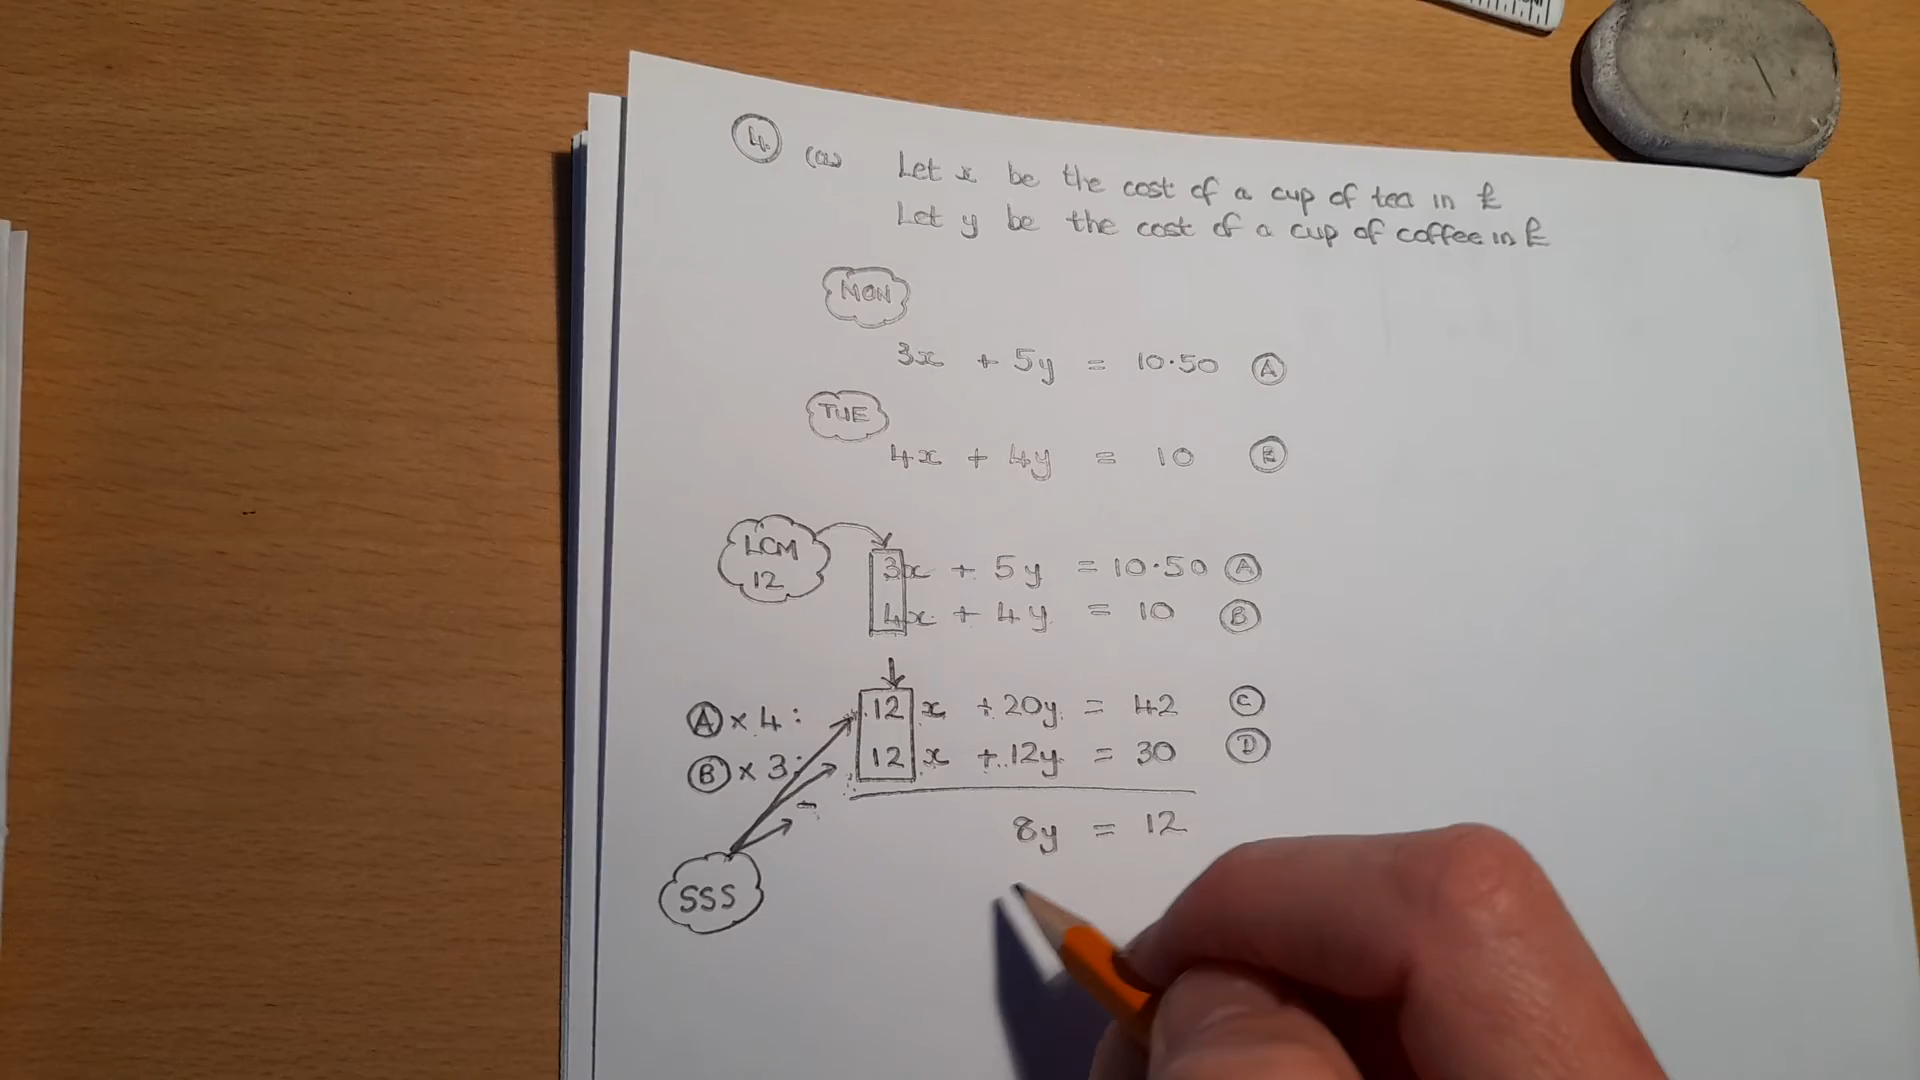 4. (a) Let x be the cost of a cup of tea in £
Let y be the cost of a cup of coffee in £
MON
3x + 5y = 10·50 A
TUE
4x + 4y = 10 B
LCM
12
3x + 5y = 10·50 A
4x + 4y = 10 B
A × 4: 12x + 20y = 42 C
B × 3: 12x + 12y = 30 D
-
8y = 12
SSS